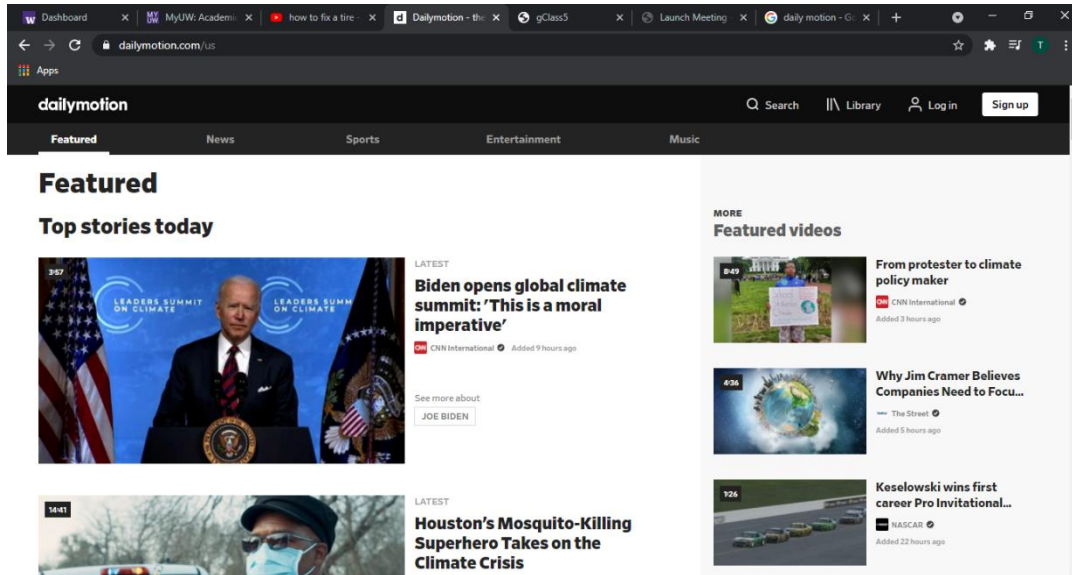 Dashboard
MyUW: Academi
how to fix a tire -
Dailymotion - the
gClass5
Launch Meeting -
daily motion - Go
dailymotion.com/us
T
Apps
dailymotion
Search
Library
Log in
Sign up
Featured
News
Sports
Entertainment
Music
Featured
Top stories today
3:57
LEADERS SUMMIT
ON CLIMATE
LEADERS SUMM
ON CLIMATE
LATEST
Biden opens global climate
summit: 'This is a moral
imperative'
CNN International Added 9 hours ago
See more about
JOE BIDEN
14:41
LATEST
Houston's Mosquito-Killing
Superhero Takes on the
Climate Crisis
MORE
Featured videos
8:49
From protester to climate
policy maker
CNN International
Added 3 hours ago
4:36
Why Jim Cramer Believes
Companies Need to Focu...
The Street
Added 5 hours ago
1:26
Keselowski wins first
career Pro Invitational...
NASCAR
Added 22 hours ago